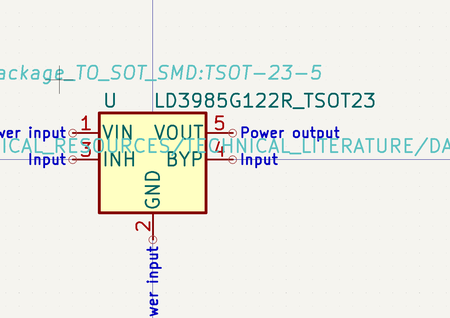 ackage_TO_SOT_SMD:TSOT-23-5
U LD3985G122R_TSOT23
wer input 1 VIN VOUT 5 Power output
ICAL_RESOURCES/TECHNICAL_LITERATURE/DA
Input 3 INH BYP 4 Input
GND
2
wer input